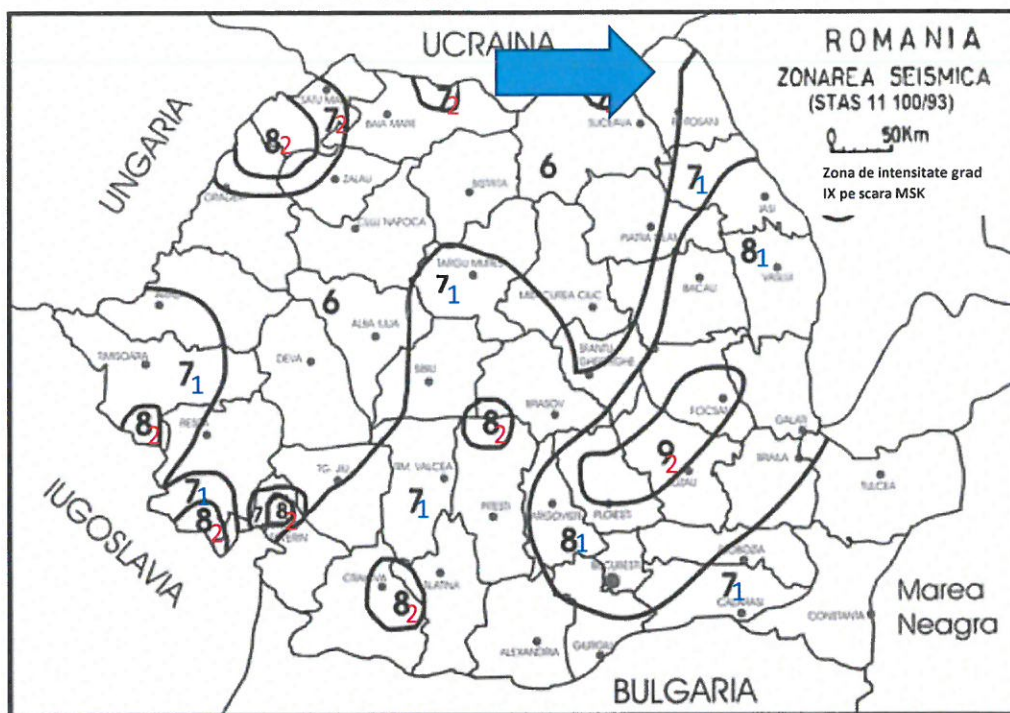 UCRAINA
ROMANIA
ZONAREA SEISMICA
(STAS 11 100/93)
0 50Km
Zona de intensitate grad
IX pe scara MSK
UNGARIA
SATU MARE
BAIA MARE
SUCEAVA
BOTOSANI
7 2
7 2
8 2
6
7 1
ZALAU
BISTRITA
IASI
ORADEA
CLUJ NAPOCA
PIATRA NEAMT
8 1
VASLUI
TARGU MURES
7 1
BACAU
MIERCUREA CIUC
6
ARAD
ALBA IULIA
TIMISOARA
DEVA
SFANTU
GHEORGHE
7 1
SIBIU
BRASOV
FOCSANI
8 2
RESITA
8 2
GALATI
9 2
BUZAU
BRAILA
TULCEA
TG. JIU
RM. VALCEA
IUGOSLAVIA
7 1
7
8 2
8 2
SEVERIN
7 1
PITESTI
TARGOVISTE
PLOIESTI
8 1
SLOBOZIA
BUCURESTI
CRAIOVA
SLATINA
8 2
7 1
CALARASI
CONSTANTA
Marea
Neagra
ALEXANDRIA
GIURGIU
BULGARIA